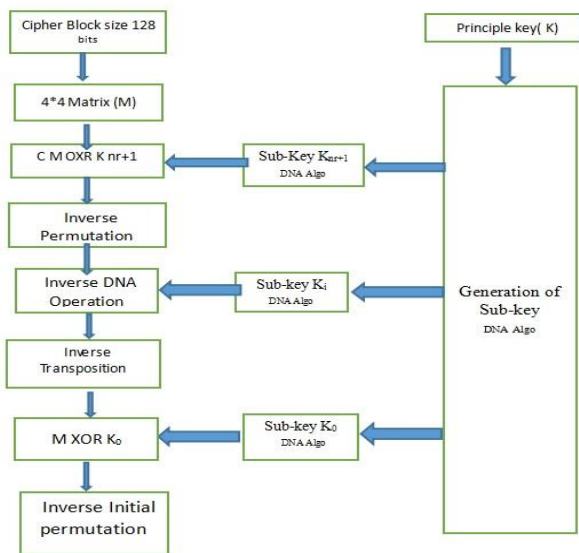 Cipher Block size 128
bits
Principle key( K)
4*4 Matrix (M)
C M OXR K nr+1
Sub-Key Knr+1
DNA Algo
Inverse
Permutation
Inverse DNA
Operation
Sub-key Ki
DNA Algo
Generation of
Sub-key
DNA Algo
Inverse
Transposition
M XOR K0
Sub-key K0
DNA Algo
Inverse Initial
permutation